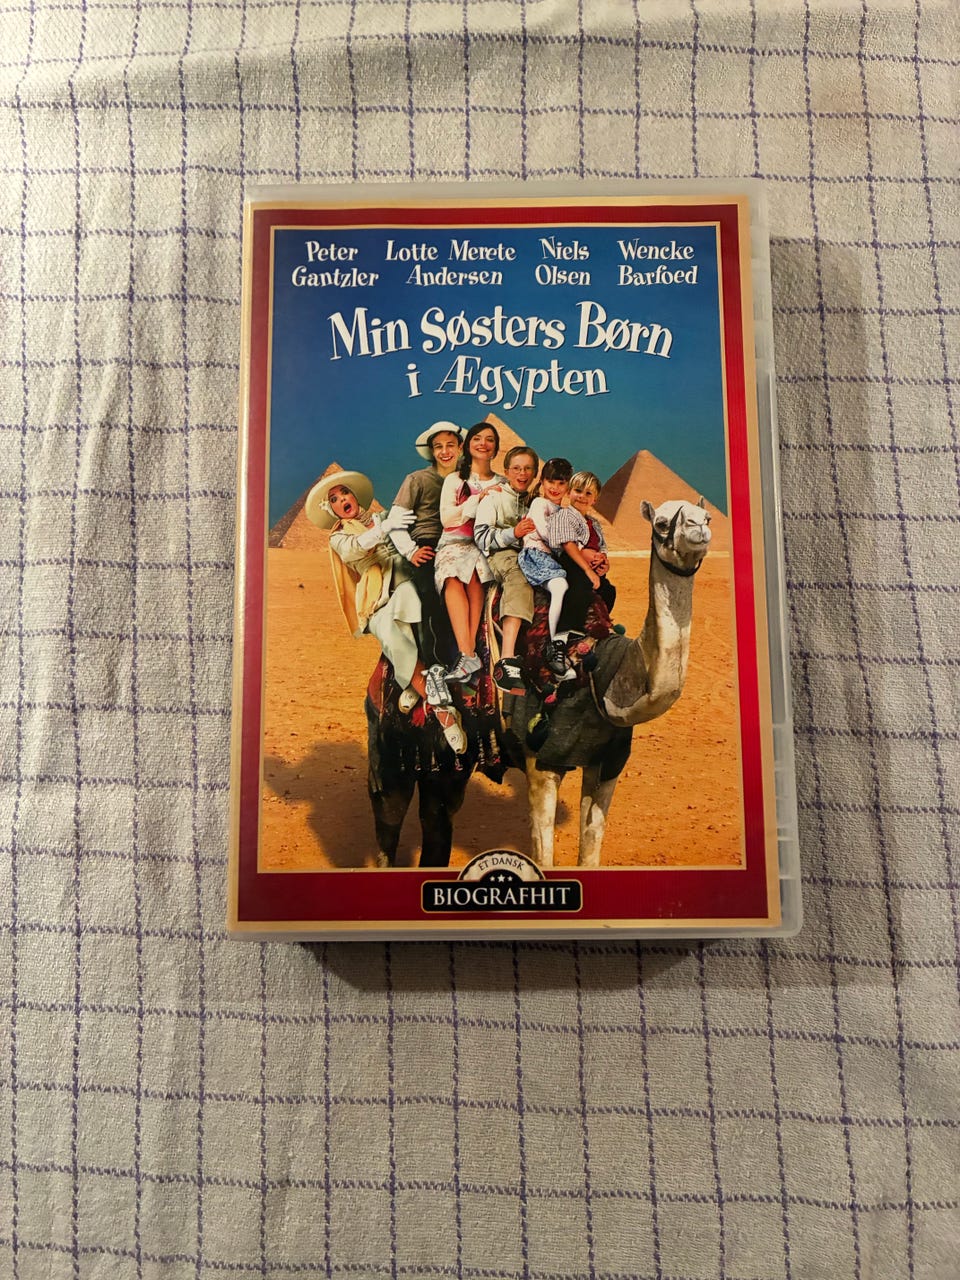 Peter Lotte Merete Niels Wencke
Gantzler Andersen Olsen Barfoed
Min Søsters Børn
i Ægypten
ET DANSK
BIOGRAFHIT